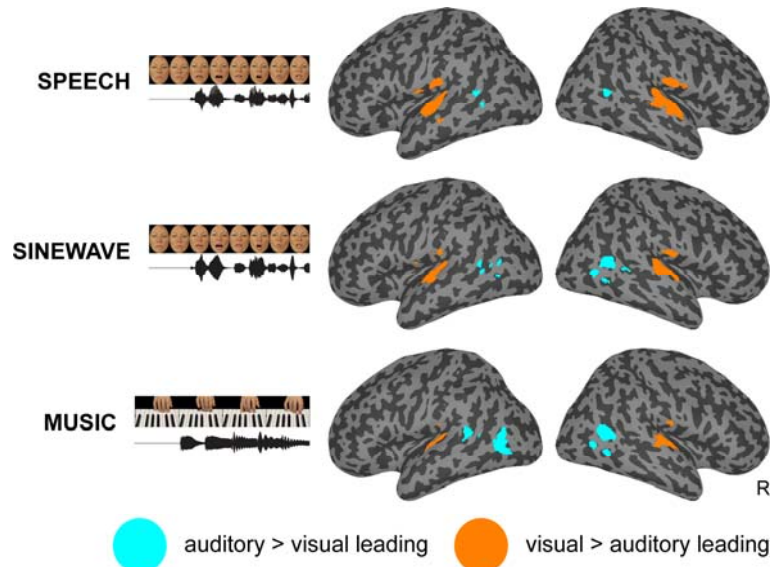 SPEECH
SINEWAVE
MUSIC
R
auditory > visual leading
visual > auditory leading